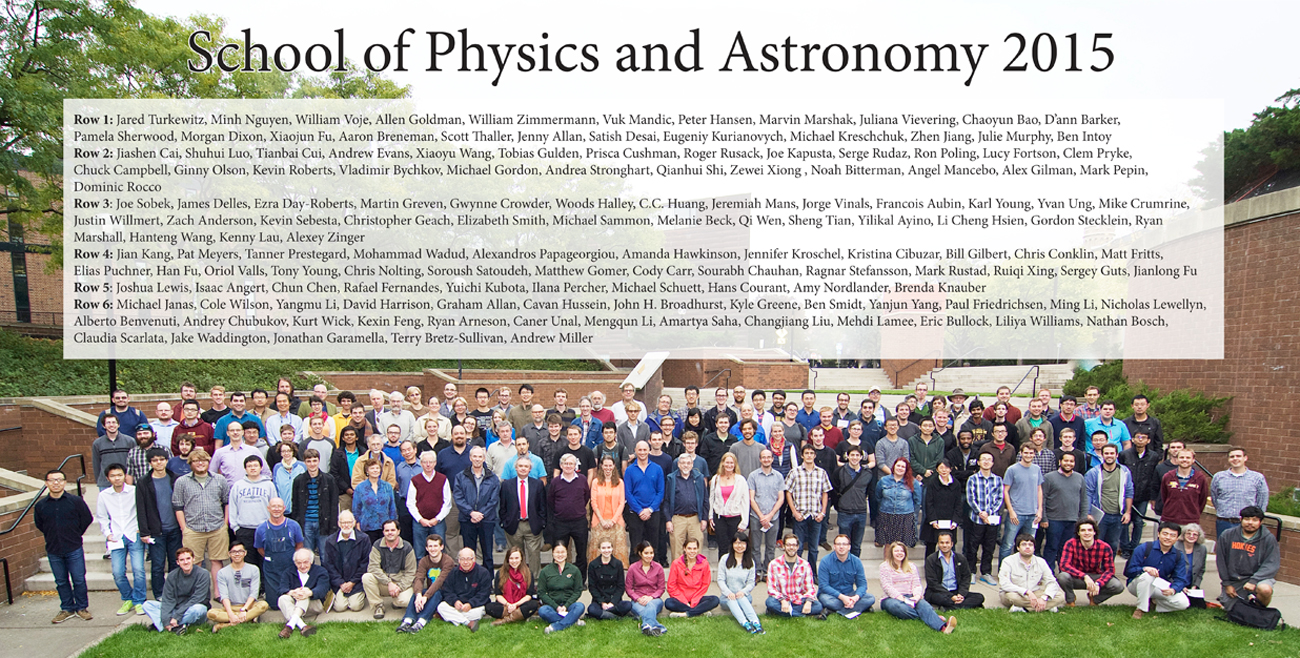 School of Physics and Astronomy 2015
Row 1: Jared Turkewitz, Minh Nguyen, William Voje, Allen Goldman, William Zimmermann, Vuk Mandic, Peter Hansen, Marvin Marshak, Juliana Vievering, Chaoyun Bao, D'ann Barker,
Pamela Sherwood, Morgan Dixon, Xiaojun Fu, Aaron Breneman, Scott Thaller, Jenny Allan, Satish Desai, Eugeniy Kurianovych, Michael Kreschchuk, Zhen Jiang, Julie Murphy, Ben Intoy
Row 2: Jiashen Cai, Shuhui Luo, Tianbai Cui, Andrew Evans, Xiaoyu Wang, Tobias Gulden, Prisca Cushman, Roger Rusack, Joe Kapusta, Serge Rudaz, Ron Poling, Lucy Fortson, Clem Pryke,
Chuck Campbell, Ginny Olson, Kevin Roberts, Vladimir Bychkov, Michael Gordon, Andrea Stronghart, Qianhui Shi, Zewei Xiong , Noah Bitterman, Angel Mancebo, Alex Gilman, Mark Pepin,
Dominic Rocco
Row 3: Joe Sobek, James Delles, Ezra Day-Roberts, Martin Greven, Gwynne Crowder, Woods Halley, C.C. Huang, Jeremiah Mans, Jorge Vinals, Francois Aubin, Karl Young, Yvan Ung, Mike Crumrine,
Justin Willmert, Zach Anderson, Kevin Sebesta, Christopher Geach, Elizabeth Smith, Michael Sammon, Melanie Beck, Qi Wen, Sheng Tian, Yilikal Ayino, Li Cheng Hsien, Gordon Stecklein, Ryan
Marshall, Hanteng Wang, Kenny Lau, Alexey Zinger
Row 4: Jian Kang, Pat Meyers, Tanner Prestegard, Mohammad Wadud, Alexandros Papageorgiou, Amanda Hawkinson, Jennifer Kroschel, Kristina Cibuzar, Bill Gilbert, Chris Conklin, Matt Fritts,
Elias Puchner, Han Fu, Oriol Valls, Tony Young, Chris Nolting, Soroush Satoudeh, Matthew Gomer, Cody Carr, Sourabh Chauhan, Ragnar Stefansson, Mark Rustad, Ruiqi Xing, Sergey Guts, Jianlong Fu
Row 5: Joshua Lewis, Isaac Angert, Chun Chen, Rafael Fernandes, Yuichi Kubota, Ilana Percher, Michael Schuett, Hans Courant, Amy Nordlander, Brenda Knauber
Row 6: Michael Janas, Cole Wilson, Yangmu Li, David Harrison, Graham Allan, Cavan Hussein, John H. Broadhurst, Kyle Greene, Ben Smidt, Yanjun Yang, Paul Friedrichsen, Ming Li, Nicholas Lewellyn,
Alberto Benvenuti, Andrey Chubukov, Kurt Wick, Kexin Feng, Ryan Arneson, Caner Unal, Mengqun Li, Amartya Saha, Changjiang Liu, Mehdi Lamee, Eric Bullock, Liliya Williams, Nathan Bosch,
Claudia Scarlata, Jake Waddington, Jonathan Garamella, Terry Bretz-Sullivan, Andrew Miller
SEATTLE
HOKIES